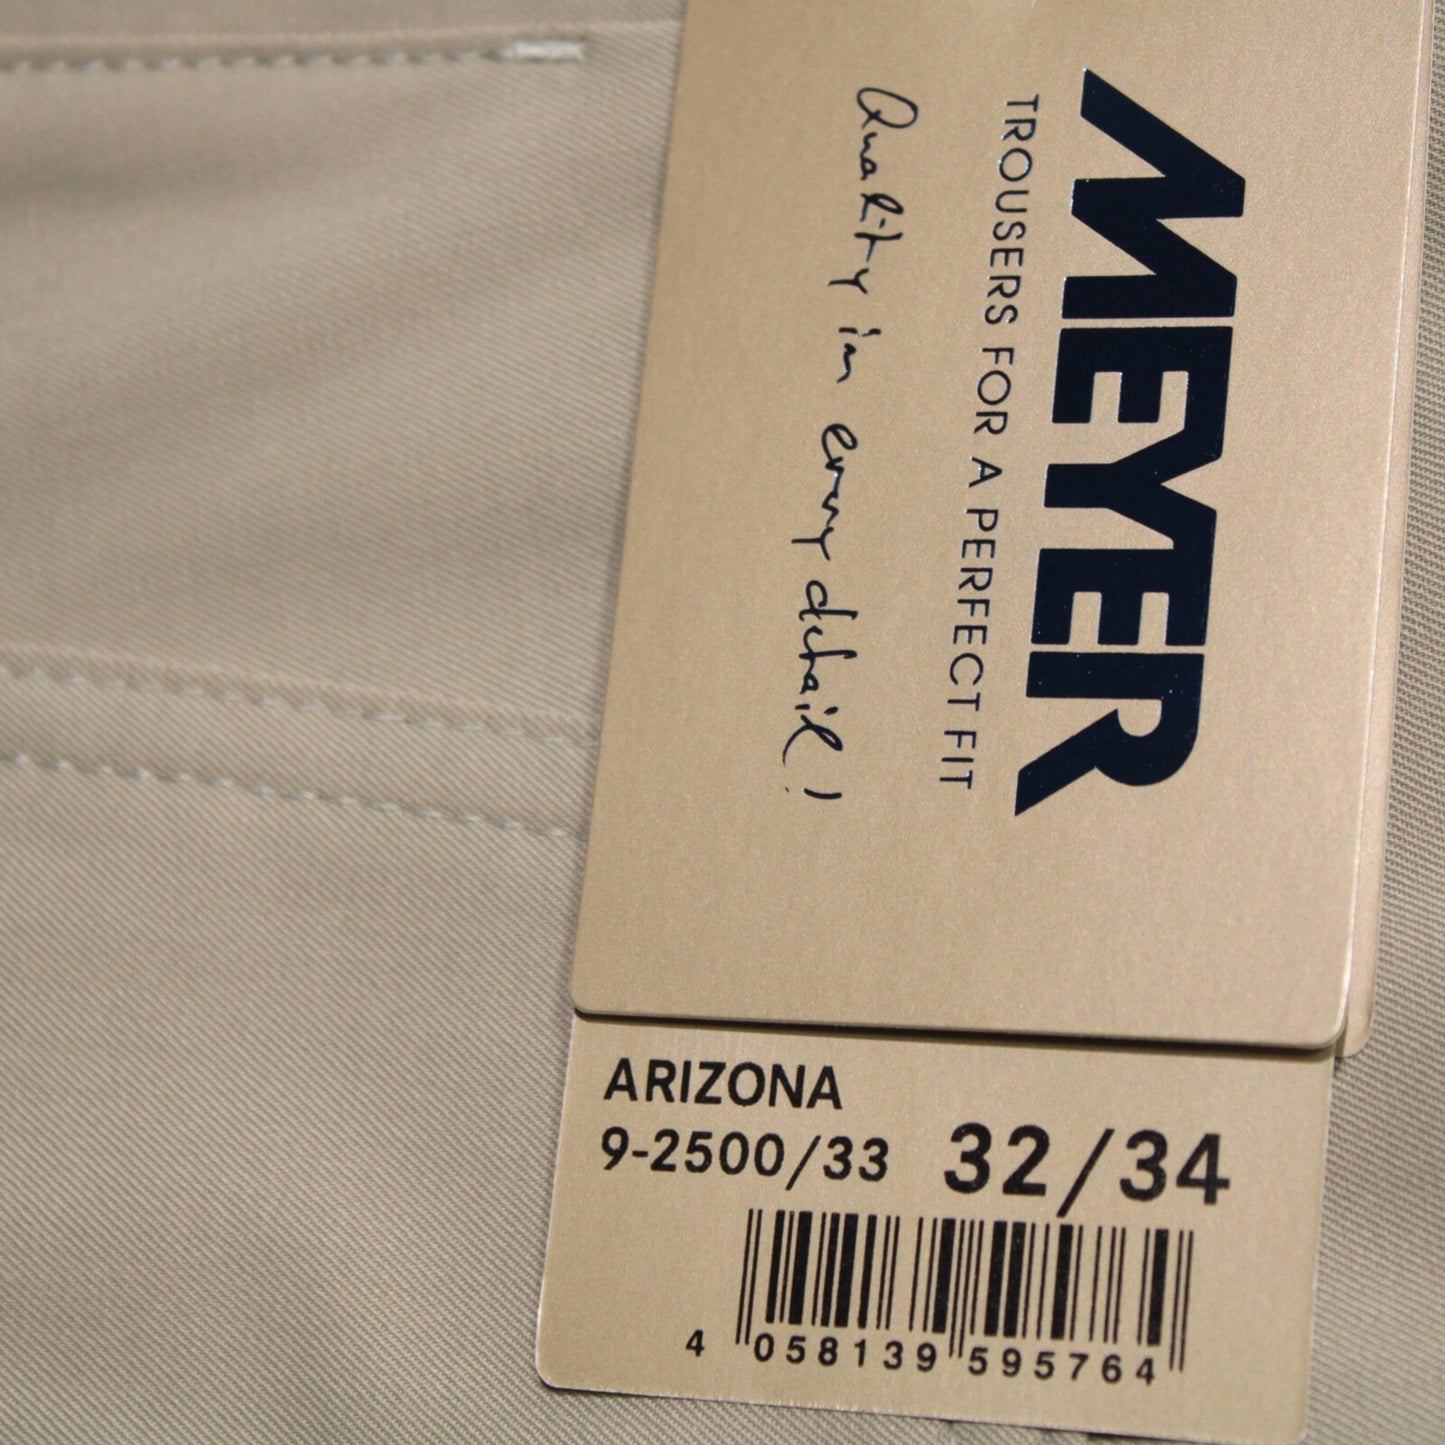 MEYER
TROUSERS FOR A PERFECT FIT
Quality in every detail!
ARIZONA
9-2500/33 32/34
4 058139 595764